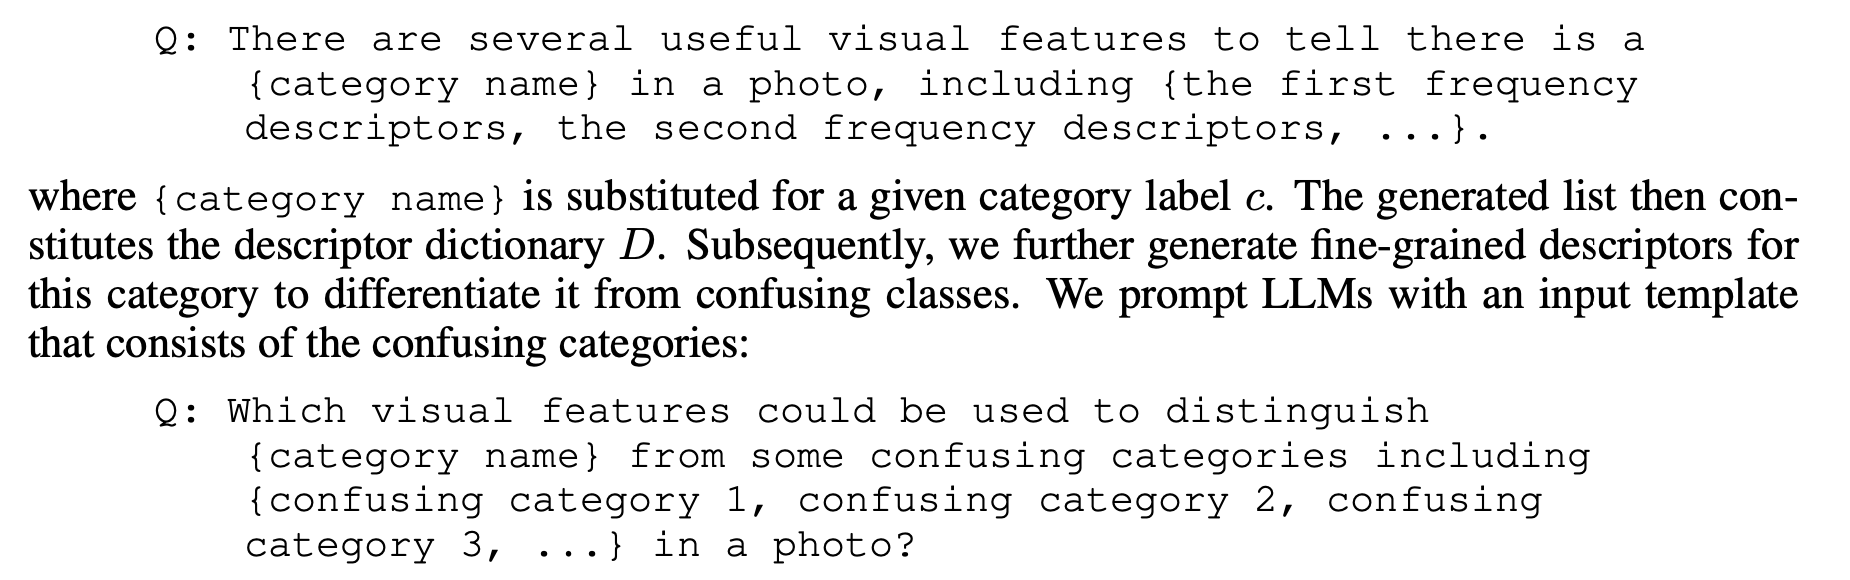 Q: There are several useful visual features to tell there is a
{category name} in a photo, including {the first frequency
descriptors, the second frequency descriptors, ...}.
where {category name} is substituted for a given category label c. The generated list then con-
stitutes the descriptor dictionary D. Subsequently, we further generate fine-grained descriptors for
this category to differentiate it from confusing classes. We prompt LLMs with an input template
that consists of the confusing categories:
Q: Which visual features could be used to distinguish
{category name} from some confusing categories including
{confusing category 1, confusing category 2, confusing
category 3, ...} in a photo?